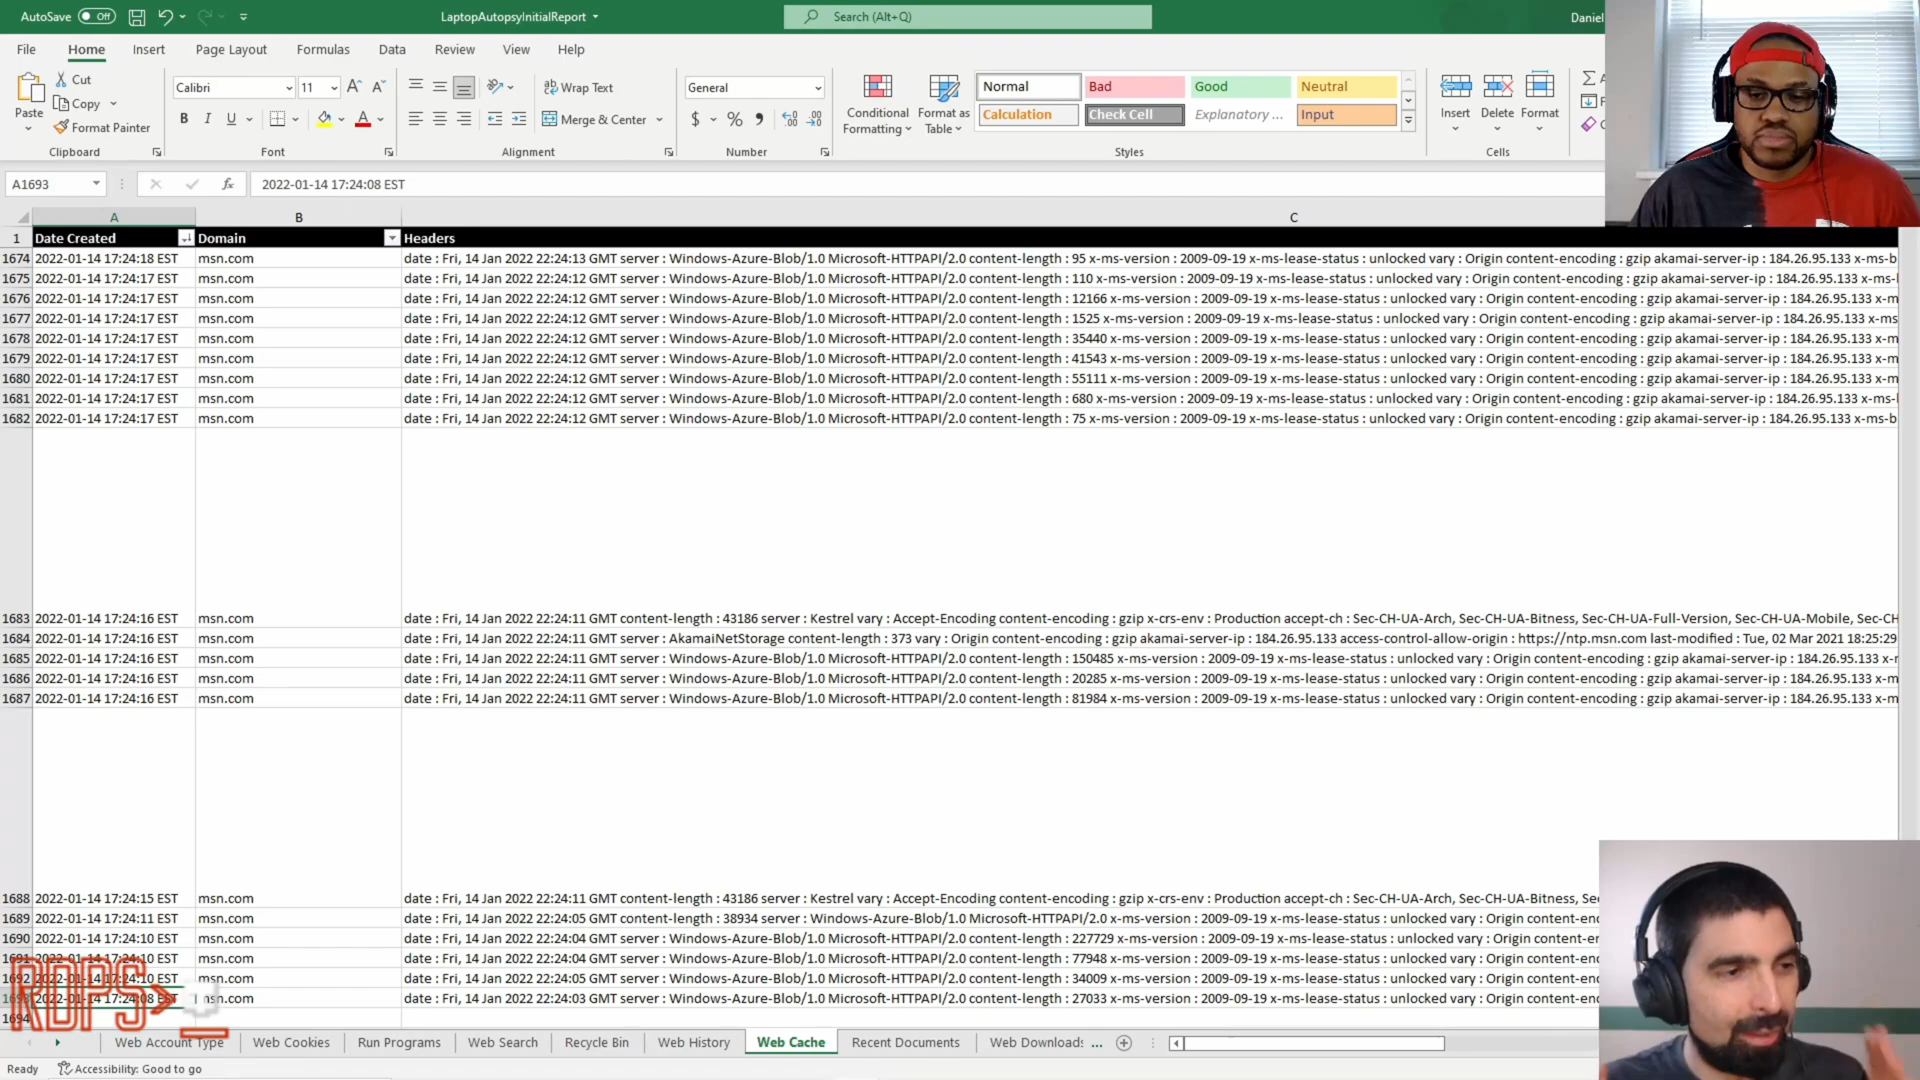 AutoSave Off LaptopAutopsyInitialReport Search (Alt+Q) Daniel
File Home Insert Page Layout Formulas Data Review View Help
Paste Cut Copy Format Painter Clipboard
Calibri 11 B I U A Font
Wrap Text Merge & Center Alignment
General $ % Number
Conditional Formatting Format as Table
Normal Bad Good Neutral
Calculation Check Cell Explanatory ... Input
Styles
Insert Delete Format Cells
A1693 fx 2022-01-14 17:24:08 EST
A B C
1 Date Created Domain Headers
1674 2022-01-14 17:24:18 EST msn.com date : Fri, 14 Jan 2022 22:24:13 GMT server : Windows-Azure-Blob/1.0 Microsoft-HTTPAPI/2.0 content-length : 95 x-ms-version : 2009-09-19 x-ms-lease-status : unlocked vary : Origin content-encoding : gzip akamai-server-ip : 184.26.95.133 x-ms-b
1675 2022-01-14 17:24:17 EST msn.com date : Fri, 14 Jan 2022 22:24:12 GMT server : Windows-Azure-Blob/1.0 Microsoft-HTTPAPI/2.0 content-length : 110 x-ms-version : 2009-09-19 x-ms-lease-status : unlocked vary : Origin content-encoding : gzip akamai-server-ip : 184.26.95.133 x-ms-
1676 2022-01-14 17:24:17 EST msn.com date : Fri, 14 Jan 2022 22:24:12 GMT server : Windows-Azure-Blob/1.0 Microsoft-HTTPAPI/2.0 content-length : 12166 x-ms-version : 2009-09-19 x-ms-lease-status : unlocked vary : Origin content-encoding : gzip akamai-server-ip : 184.26.95.133 x-m
1677 2022-01-14 17:24:17 EST msn.com date : Fri, 14 Jan 2022 22:24:12 GMT server : Windows-Azure-Blob/1.0 Microsoft-HTTPAPI/2.0 content-length : 1525 x-ms-version : 2009-09-19 x-ms-lease-status : unlocked vary : Origin content-encoding : gzip akamai-server-ip : 184.26.95.133 x-ms
1678 2022-01-14 17:24:17 EST msn.com date : Fri, 14 Jan 2022 22:24:12 GMT server : Windows-Azure-Blob/1.0 Microsoft-HTTPAPI/2.0 content-length : 35440 x-ms-version : 2009-09-19 x-ms-lease-status : unlocked vary : Origin content-encoding : gzip akamai-server-ip : 184.26.95.133 x-m
1679 2022-01-14 17:24:17 EST msn.com date : Fri, 14 Jan 2022 22:24:12 GMT server : Windows-Azure-Blob/1.0 Microsoft-HTTPAPI/2.0 content-length : 41543 x-ms-version : 2009-09-19 x-ms-lease-status : unlocked vary : Origin content-encoding : gzip akamai-server-ip : 184.26.95.133 x-m
1680 2022-01-14 17:24:17 EST msn.com date : Fri, 14 Jan 2022 22:24:12 GMT server : Windows-Azure-Blob/1.0 Microsoft-HTTPAPI/2.0 content-length : 55111 x-ms-version : 2009-09-19 x-ms-lease-status : unlocked vary : Origin content-encoding : gzip akamai-server-ip : 184.26.95.133 x-m
1681 2022-01-14 17:24:17 EST msn.com date : Fri, 14 Jan 2022 22:24:12 GMT server : Windows-Azure-Blob/1.0 Microsoft-HTTPAPI/2.0 content-length : 680 x-ms-version : 2009-09-19 x-ms-lease-status : unlocked vary : Origin content-encoding : gzip akamai-server-ip : 184.26.95.133 x-ms-
1682 2022-01-14 17:24:17 EST msn.com date : Fri, 14 Jan 2022 22:24:12 GMT server : Windows-Azure-Blob/1.0 Microsoft-HTTPAPI/2.0 content-length : 75 x-ms-version : 2009-09-19 x-ms-lease-status : unlocked vary : Origin content-encoding : gzip akamai-server-ip : 184.26.95.133 x-ms-b
1683 2022-01-14 17:24:16 EST msn.com date : Fri, 14 Jan 2022 22:24:11 GMT content-length : 43186 server : Kestrel vary : Accept-Encoding content-encoding : gzip x-crs-env : Production accept-ch : Sec-CH-UA-Arch, Sec-CH-UA-Bitness, Sec-CH-UA-Full-Version, Sec-CH-UA-Mobile, Sec-CH
1684 2022-01-14 17:24:16 EST msn.com date : Fri, 14 Jan 2022 22:24:11 GMT server : AkamaiNetStorage content-length : 373 vary : Origin content-encoding : gzip akamai-server-ip : 184.26.95.133 access-control-allow-origin : https://ntp.msn.com last-modified : Tue, 02 Mar 2021 18:25:29
1685 2022-01-14 17:24:16 EST msn.com date : Fri, 14 Jan 2022 22:24:11 GMT server : Windows-Azure-Blob/1.0 Microsoft-HTTPAPI/2.0 content-length : 150485 x-ms-version : 2009-09-19 x-ms-lease-status : unlocked vary : Origin content-encoding : gzip akamai-server-ip : 184.26.95.133 x-
1686 2022-01-14 17:24:16 EST msn.com date : Fri, 14 Jan 2022 22:24:11 GMT server : Windows-Azure-Blob/1.0 Microsoft-HTTPAPI/2.0 content-length : 20285 x-ms-version : 2009-09-19 x-ms-lease-status : unlocked vary : Origin content-encoding : gzip akamai-server-ip : 184.26.95.133 x-m
1687 2022-01-14 17:24:16 EST msn.com date : Fri, 14 Jan 2022 22:24:11 GMT server : Windows-Azure-Blob/1.0 Microsoft-HTTPAPI/2.0 content-length : 81984 x-ms-version : 2009-09-19 x-ms-lease-status : unlocked vary : Origin content-encoding : gzip akamai-server-ip : 184.26.95.133 x-m
1688 2022-01-14 17:24:15 EST msn.com date : Fri, 14 Jan 2022 22:24:11 GMT content-length : 43186 server : Kestrel vary : Accept-Encoding content-encoding : gzip x-crs-env : Production accept-ch : Sec-CH-UA-Arch, Sec-CH-UA-Bitness, Se
1689 2022-01-14 17:24:11 EST msn.com date : Fri, 14 Jan 2022 22:24:05 GMT content-length : 38934 server : Windows-Azure-Blob/1.0 Microsoft-HTTPAPI/2.0 x-ms-version : 2009-09-19 x-ms-lease-status : unlocked vary : Origin content-en
1690 2022-01-14 17:24:10 EST msn.com date : Fri, 14 Jan 2022 22:24:04 GMT server : Windows-Azure-Blob/1.0 Microsoft-HTTPAPI/2.0 content-length : 227729 x-ms-version : 2009-09-19 x-ms-lease-status : unlocked vary : Origin content-e
1691 2022-01-14 17:24:10 EST msn.com date : Fri, 14 Jan 2022 22:24:04 GMT server : Windows-Azure-Blob/1.0 Microsoft-HTTPAPI/2.0 content-length : 77948 x-ms-version : 2009-09-19 x-ms-lease-status : unlocked vary : Origin content-en
1692 2022-01-14 17:24:10 EST msn.com date : Fri, 14 Jan 2022 22:24:05 GMT server : Windows-Azure-Blob/1.0 Microsoft-HTTPAPI/2.0 content-length : 34009 x-ms-version : 2009-09-19 x-ms-lease-status : unlocked vary : Origin content-en
1693 2022-01-14 17:24:08 EST msn.com date : Fri, 14 Jan 2022 22:24:03 GMT server : Windows-Azure-Blob/1.0 Microsoft-HTTPAPI/2.0 content-length : 27033 x-ms-version : 2009-09-19 x-ms-lease-status : unlocked vary : Origin content-en
1694
RDPS>_
Web Account Type Web Cookies Run Programs Web Search Recycle Bin Web History Web Cache Recent Documents Web Downloads ...
Ready Accessibility: Good to go